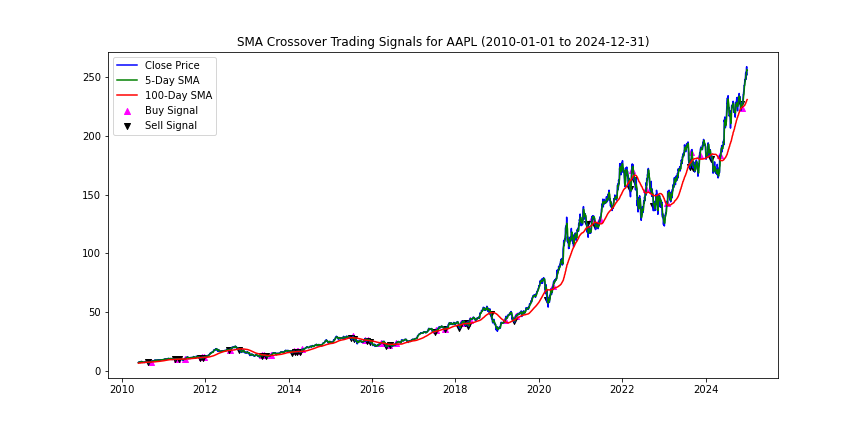 SMA Crossover Trading Signals for AAPL (2010-01-01 to 2024-12-31)
Close Price
5-Day SMA
100-Day SMA
Buy Signal
Sell Signal
250
200
150
100
50
0
2010 2012 2014 2016 2018 2020 2022 2024